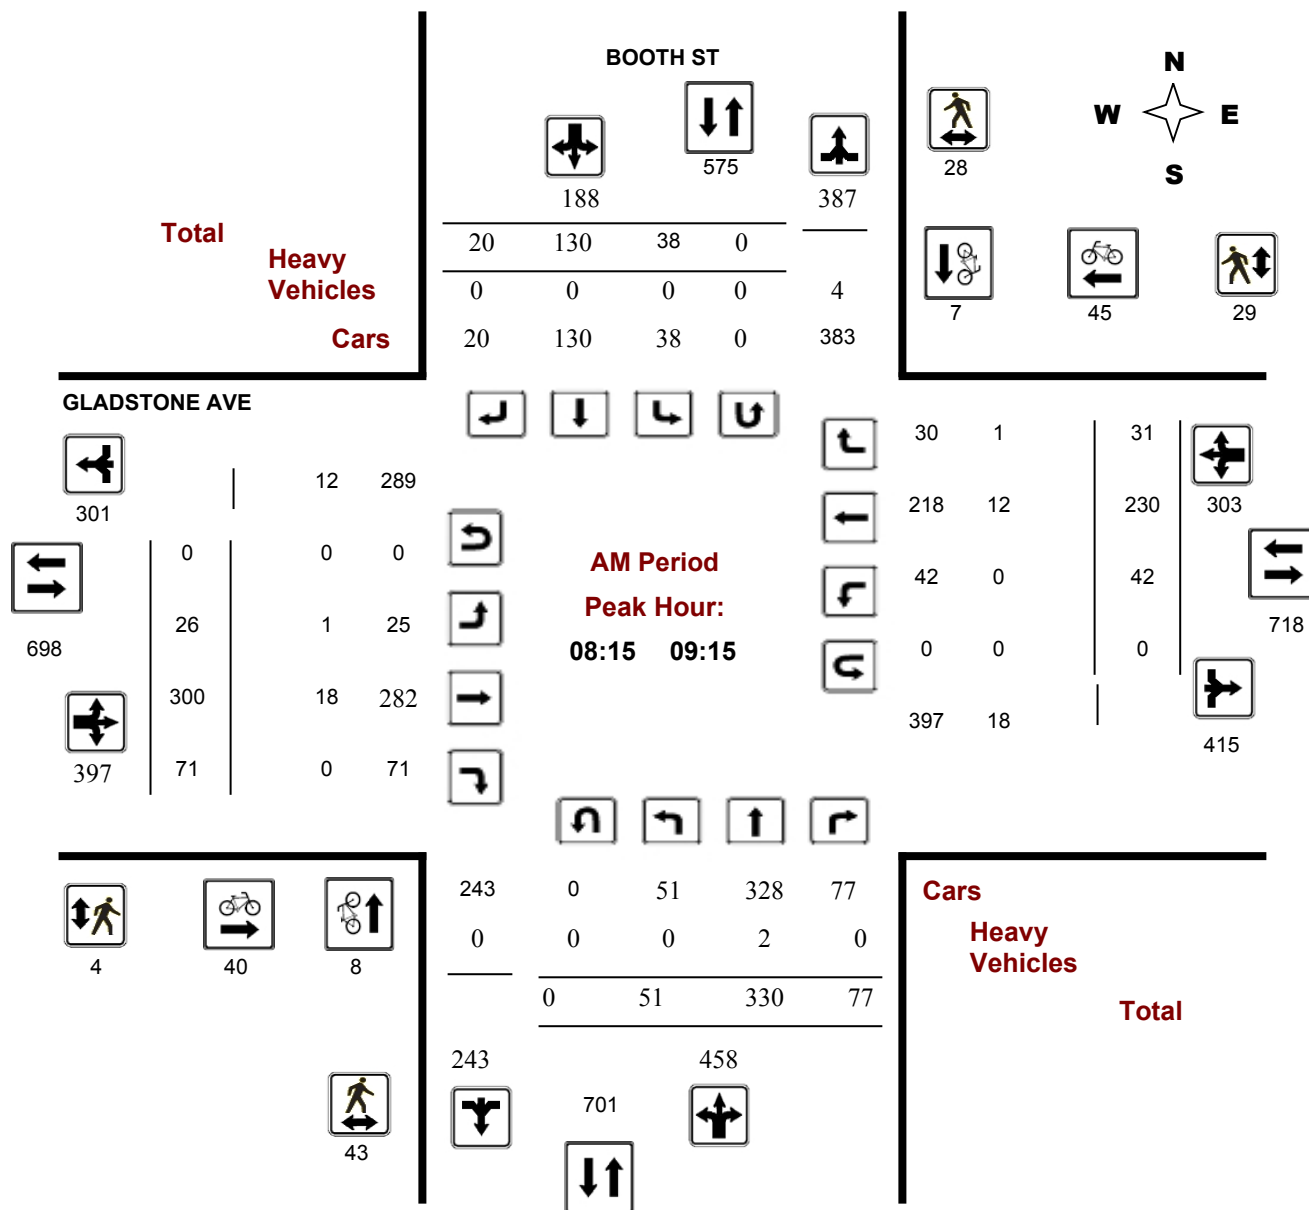 BOOTH ST
N
W E
S
575
28
188 387
Total 20 130 38 0
Heavy
Vehicles 0 0 0 0 4
7 45 29
Cars 20 130 38 0 383
GLADSTONE AVE
30 1 31
12 289
301
218 12 230 303
0 0 0
AM Period
42 0 42
Peak Hour:
26 1 25
718
698
08:15 09:15
0 0 0
300 18 282
397 18
415
397 71 0 71
243 0 51 328 77 Cars
0 0 0 2 0 Heavy
Vehicles
4 40 8
0 51 330 77 Total
243 458
701
43